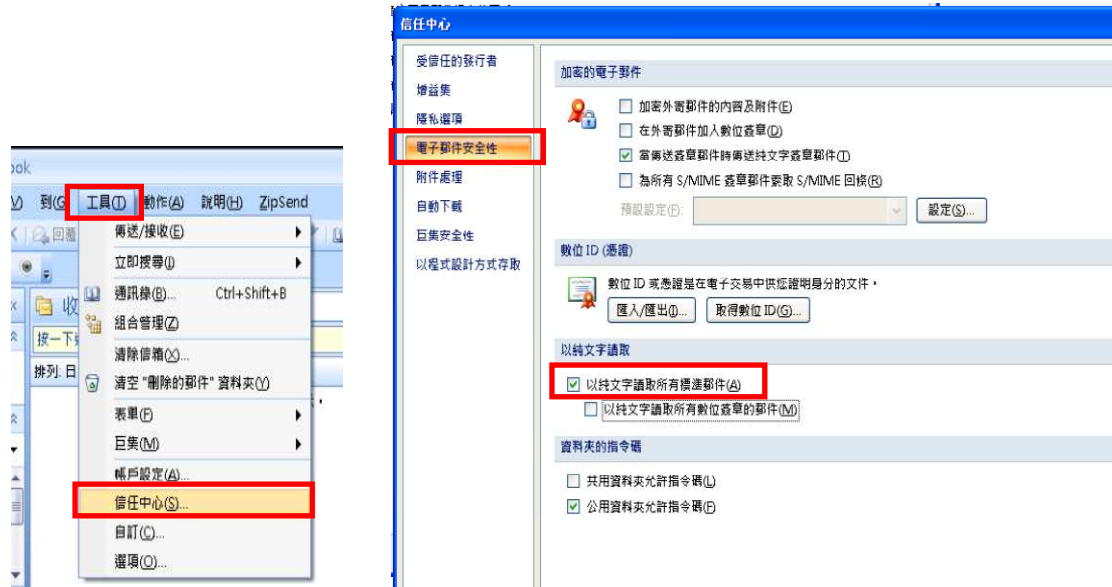 工具(T) 動作(A) 說明(H) ZipSend
回覆
傳送/接收(E)
立即搜尋(I)
通訊錄(B)... Ctrl+Shift+B
組合管理(Z)
清除信箱(X)...
清空 "刪除的郵件" 資料夾(Y)
表單(F)
巨集(M)
帳戶設定(A)...
信任中心(S)...
自訂(C)...
選項(O)...
收
按一下
排列: 日
信任中心
受信任的發行者
增益集
隱私選項
電子郵件安全性
附件處理
自動下載
巨集安全性
以程式設計方式存取
加密的電子郵件
加密外寄郵件的內容及附件(E)
在外寄郵件加入數位簽章(D)
當傳送簽章郵件時傳送純文字簽章郵件(T)
為所有 S/MIME 簽章郵件要取 S/MIME 回條(R)
預設設定(F):
設定(S)...
數位 ID (憑證)
數位 ID 或憑證是在電子交易中供您證明身分的文件。
匯入/匯出(I)... 取得數位 ID(G)...
以純文字讀取
以純文字讀取所有標準郵件(A)
以純文字讀取所有數位簽章的郵件(M)
資料夾的指令碼
共用資料夾允許指令碼(L)
公用資料夾允許指令碼(F)